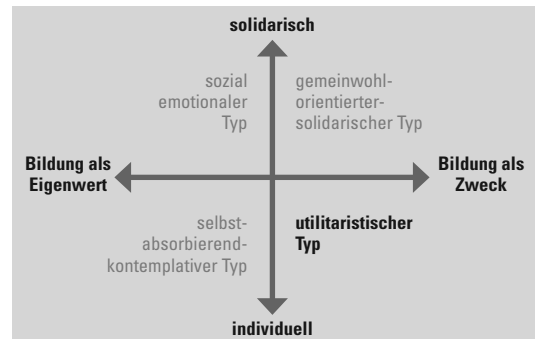 solidarisch
sozial
emotionaler
Typ
gemeinwohl-
orientierter-
solidarischer Typ
Bildung als
Eigenwert
Bildung als
Zweck
selbst-
absorbierend-
kontemplativer Typ
utilitaristischer
Typ
individuell